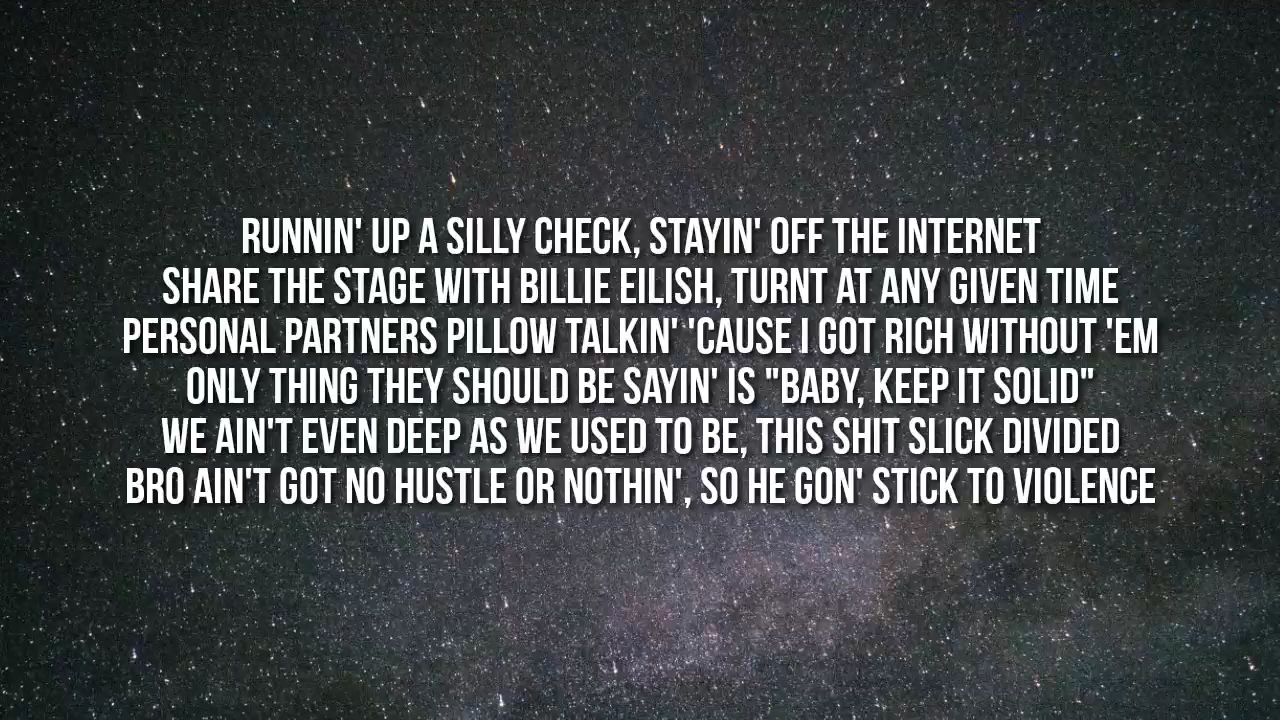 RUNNIN' UP A SILLY CHECK, STAYIN' OFF THE INTERNET
SHARE THE STAGE WITH BILLIE EILISH, TURNT AT ANY GIVEN TIME
PERSONAL PARTNERS PILLOW TALKIN' 'CAUSE I GOT RICH WITHOUT 'EM
ONLY THING THEY SHOULD BE SAYIN' IS "BABY, KEEP IT SOLID"
WE AIN'T EVEN DEEP AS WE USED TO BE, THIS SHIT SLICK DIVIDED
BRO AIN'T GOT NO HUSTLE OR NOTHIN', SO HE GON' STICK TO VIOLENCE